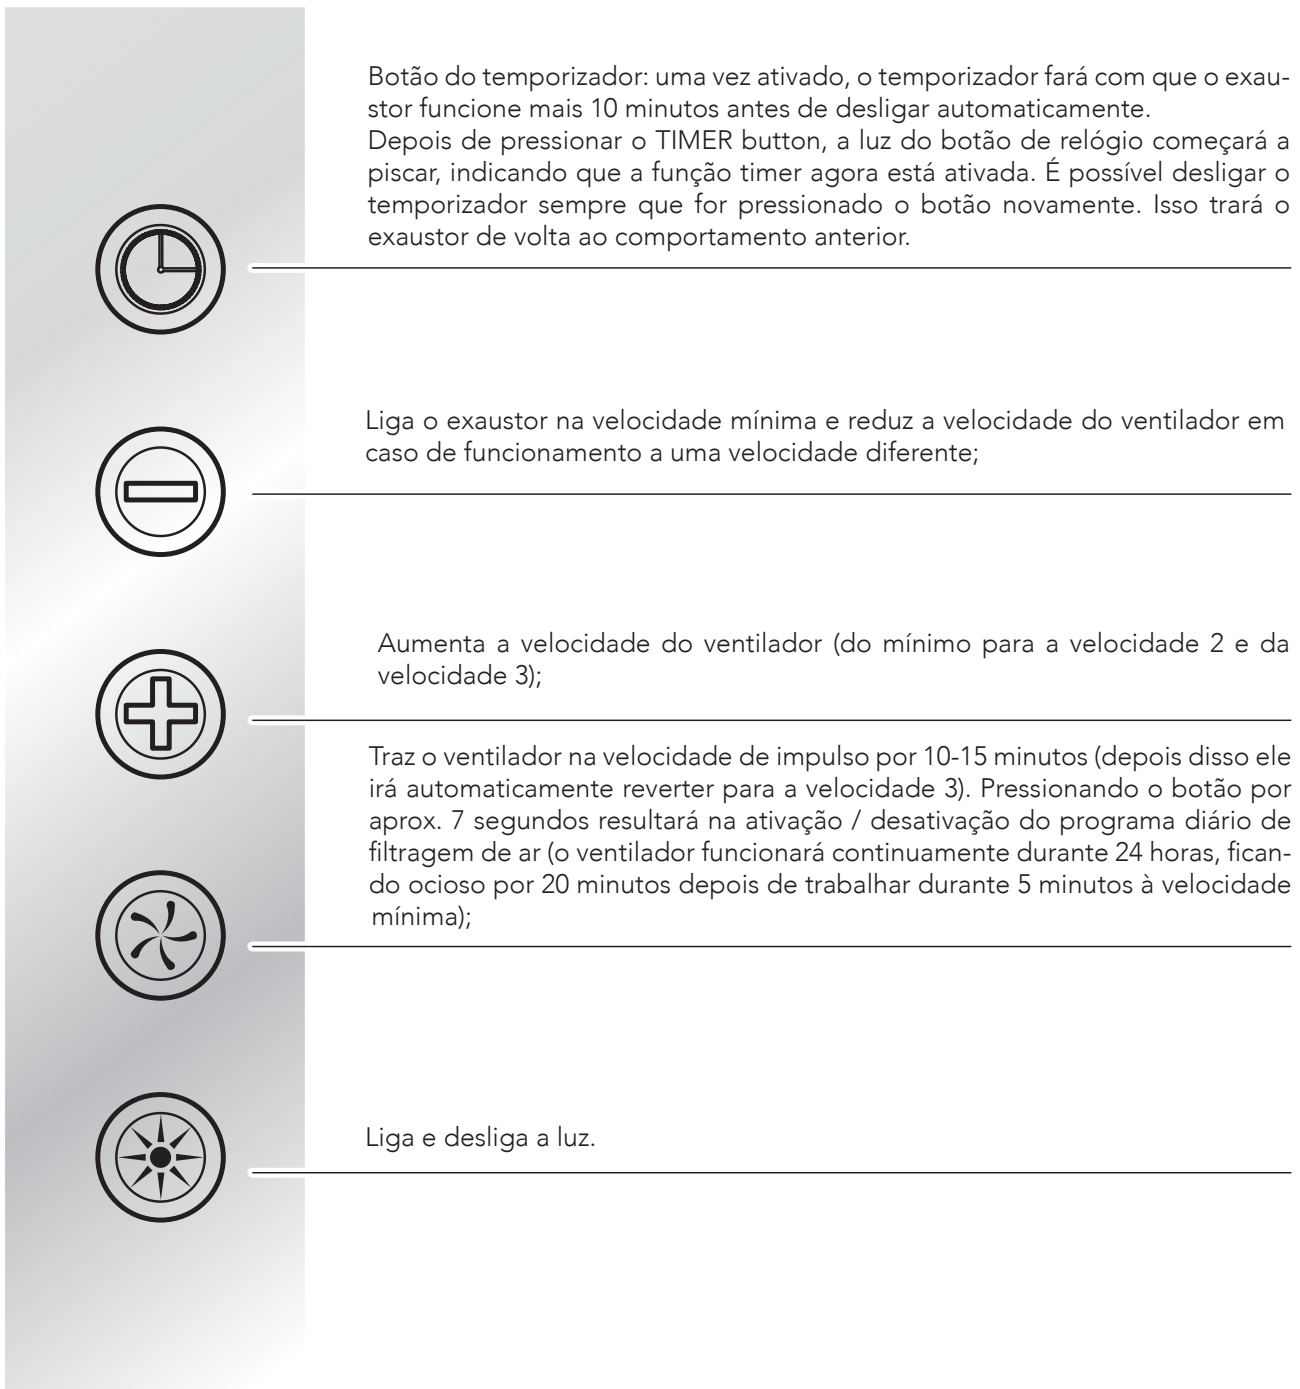 Botão do temporizador: uma vez ativado, o temporizador fará com que o exau-
stor funcione mais 10 minutos antes de desligar automaticamente.
Depois de pressionar o TIMER button, a luz do botão de relógio começará a
piscar, indicando que a função timer agora está ativada. É possível desligar o
temporizador sempre que for pressionado o botão novamente. Isso trará o
exaustor de volta ao comportamento anterior.
Liga o exaustor na velocidade mínima e reduz a velocidade do ventilador em
caso de funcionamento a uma velocidade diferente;
Aumenta a velocidade do ventilador (do mínimo para a velocidade 2 e da
velocidade 3);
Traz o ventilador na velocidade de impulso por 10-15 minutos (depois disso ele
irá automaticamente reverter para a velocidade 3). Pressionando o botão por
aprox. 7 segundos resultará na ativação / desativação do programa diário de
filtragem de ar (o ventilador funcionará continuamente durante 24 horas, fican-
do ocioso por 20 minutos depois de trabalhar durante 5 minutos à velocidade
mínima);
Liga e desliga a luz.